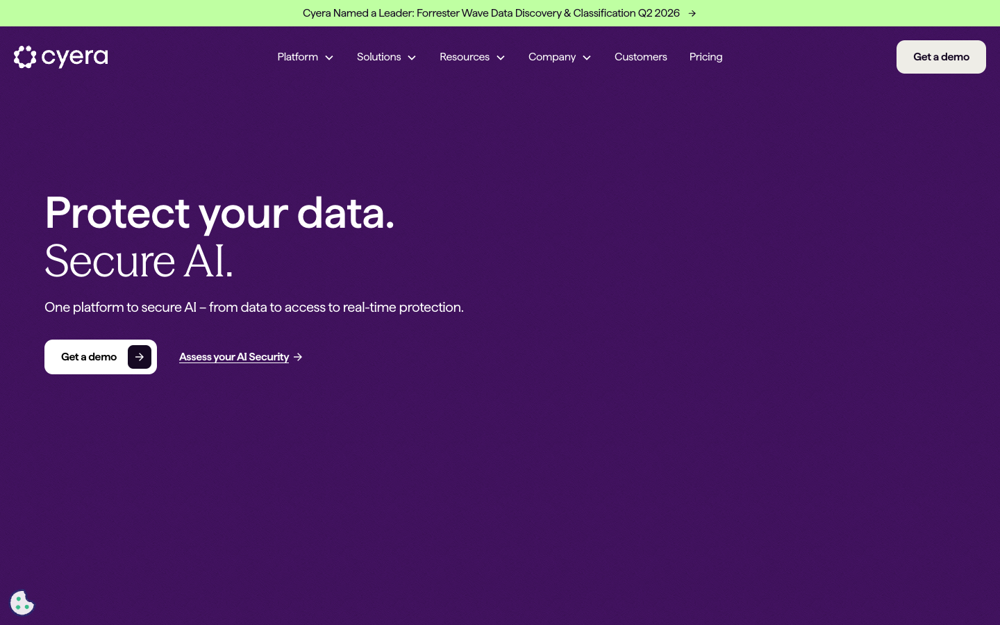 Cyera Named a Leader: Forrester Wave Data Discovery & Classification Q2 2026
cyera
Platform
Solutions
Resources
Company
Customers
Pricing
Get a demo
Protect your data.
Secure AI.
One platform to secure AI – from data to access to real-time protection.
Get a demo
Assess your AI Security